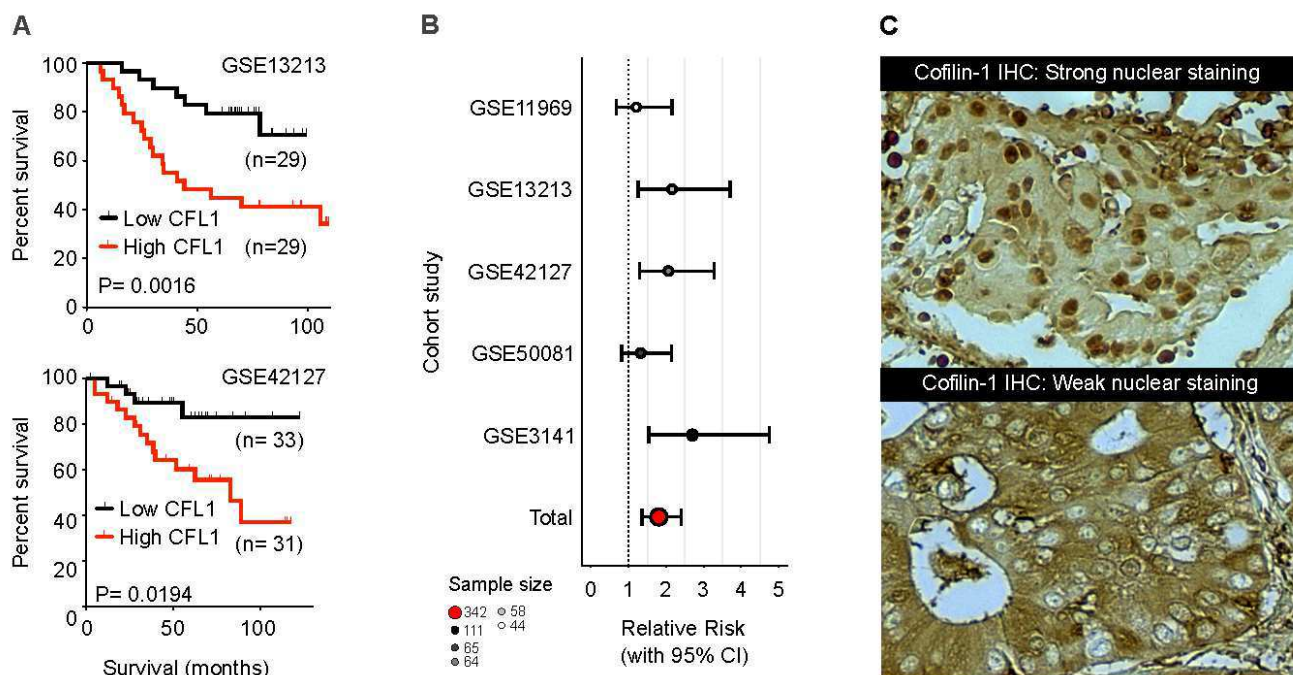 A
GSE13213
Percent survival
100
80
60
40
20
0
(n=29)
Low CFL1
High CFL1
(n=29)
P= 0.0016
0
50
100
GSE42127
Percent survival
100
80
60
40
20
0
(n= 33)
Low CFL1
High CFL1
(n= 31)
P= 0.0194
0
100
Survival (months)
B
Cohort study
GSE11969
GSE13213
GSE42127
GSE50081
GSE3141
Total
0 1 2 3 4 5
Sample size
342
111
65
64
58
44
Relative Risk
(with 95% CI)
C
Cofilin-1 IHC: Strong nuclear staining
Cofilin-1 IHC: Weak nuclear staining